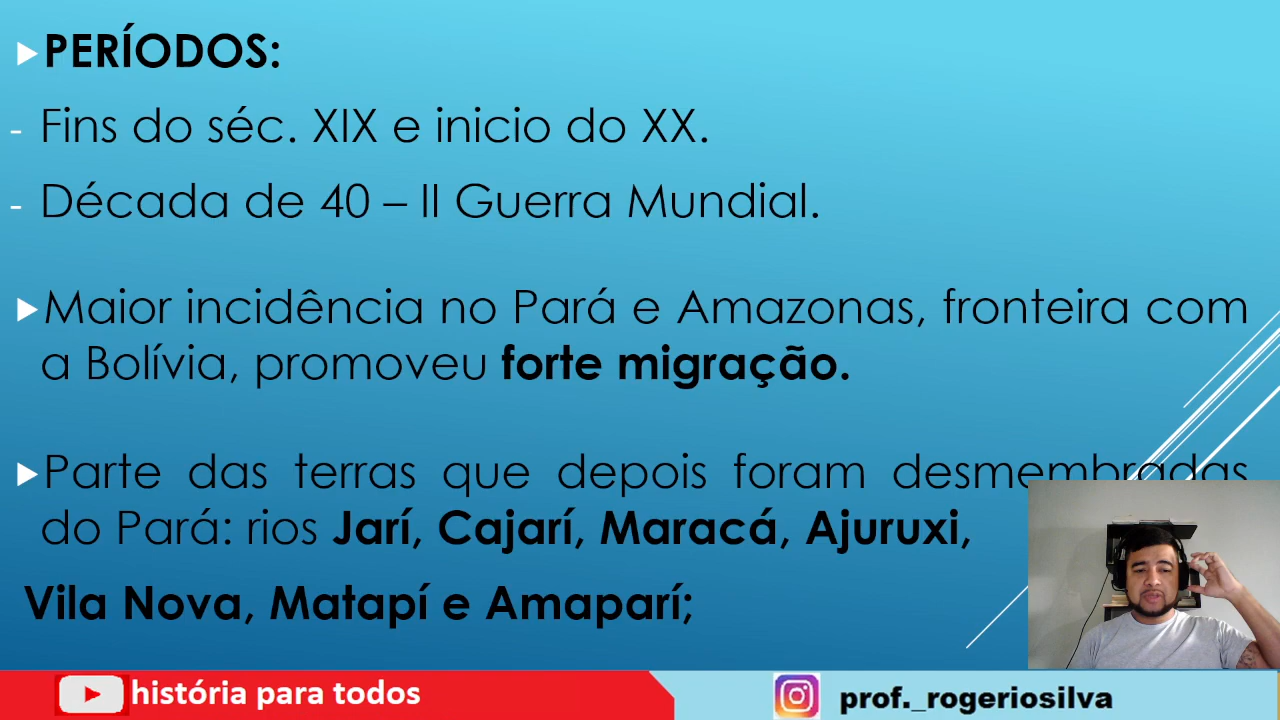 PERÍODOS:
- Fins do séc. XIX e inicio do XX.
- Década de 40 – II Guerra Mundial.
Maior incidência no Pará e Amazonas, fronteira com
a Bolívia, promoveu forte migração.
Parte das terras que depois foram desmembradas
do Pará: rios Jarí, Cajarí, Maracá, Ajuruxi,
Vila Nova, Matapí e Amaparí;
história para todos
prof._rogeriosilva